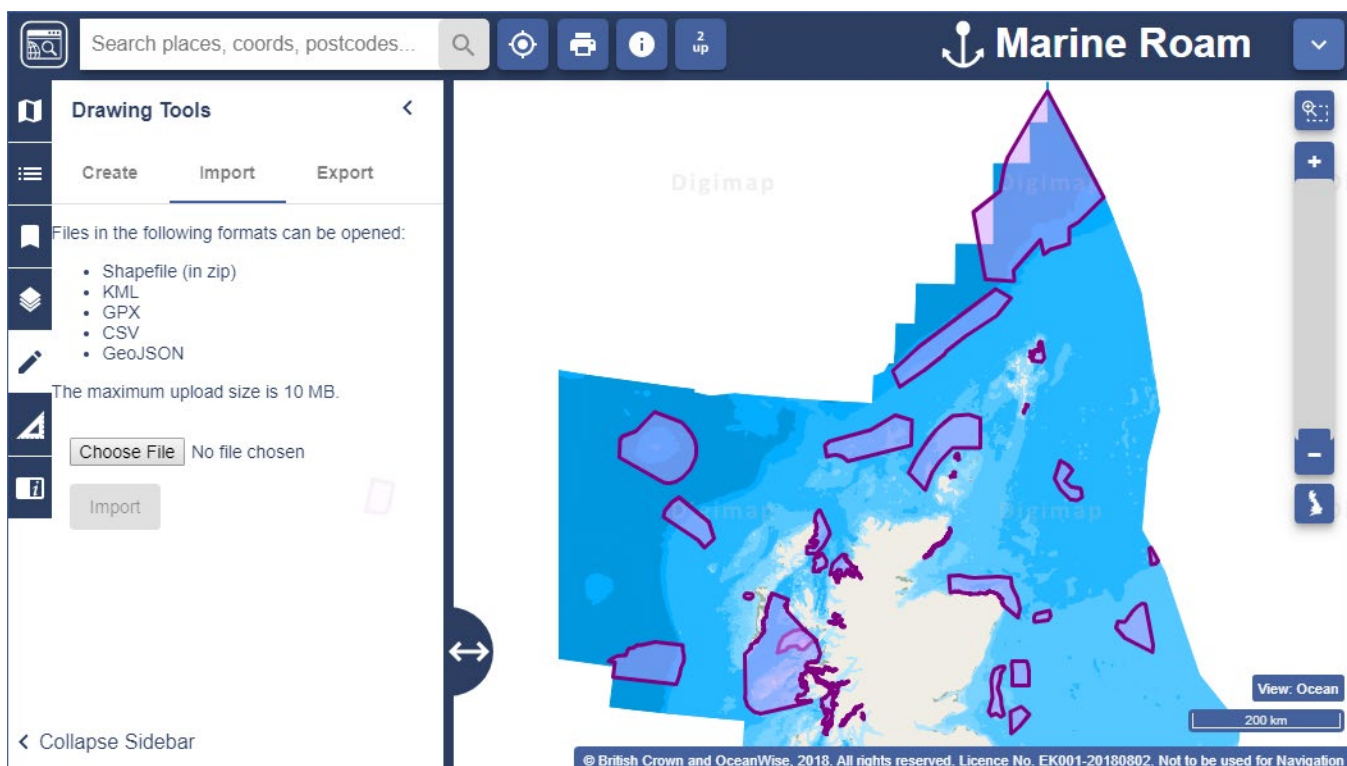 Search places, coords, postcodes...
2
up
Marine Roam
Drawing Tools
Create Import Export
Files in the following formats can be opened:
• Shapefile (in zip)
• KML
• GPX
• CSV
• GeoJSON
The maximum upload size is 10 MB.
Choose File No file chosen
Import
Collapse Sidebar
Digimap
Digimap
Digimap
Digimap
+
-
View: Ocean
200 km
© British Crown and OceanWise, 2018. All rights reserved. Licence No. EK001-20180802. Not to be used for Navigation